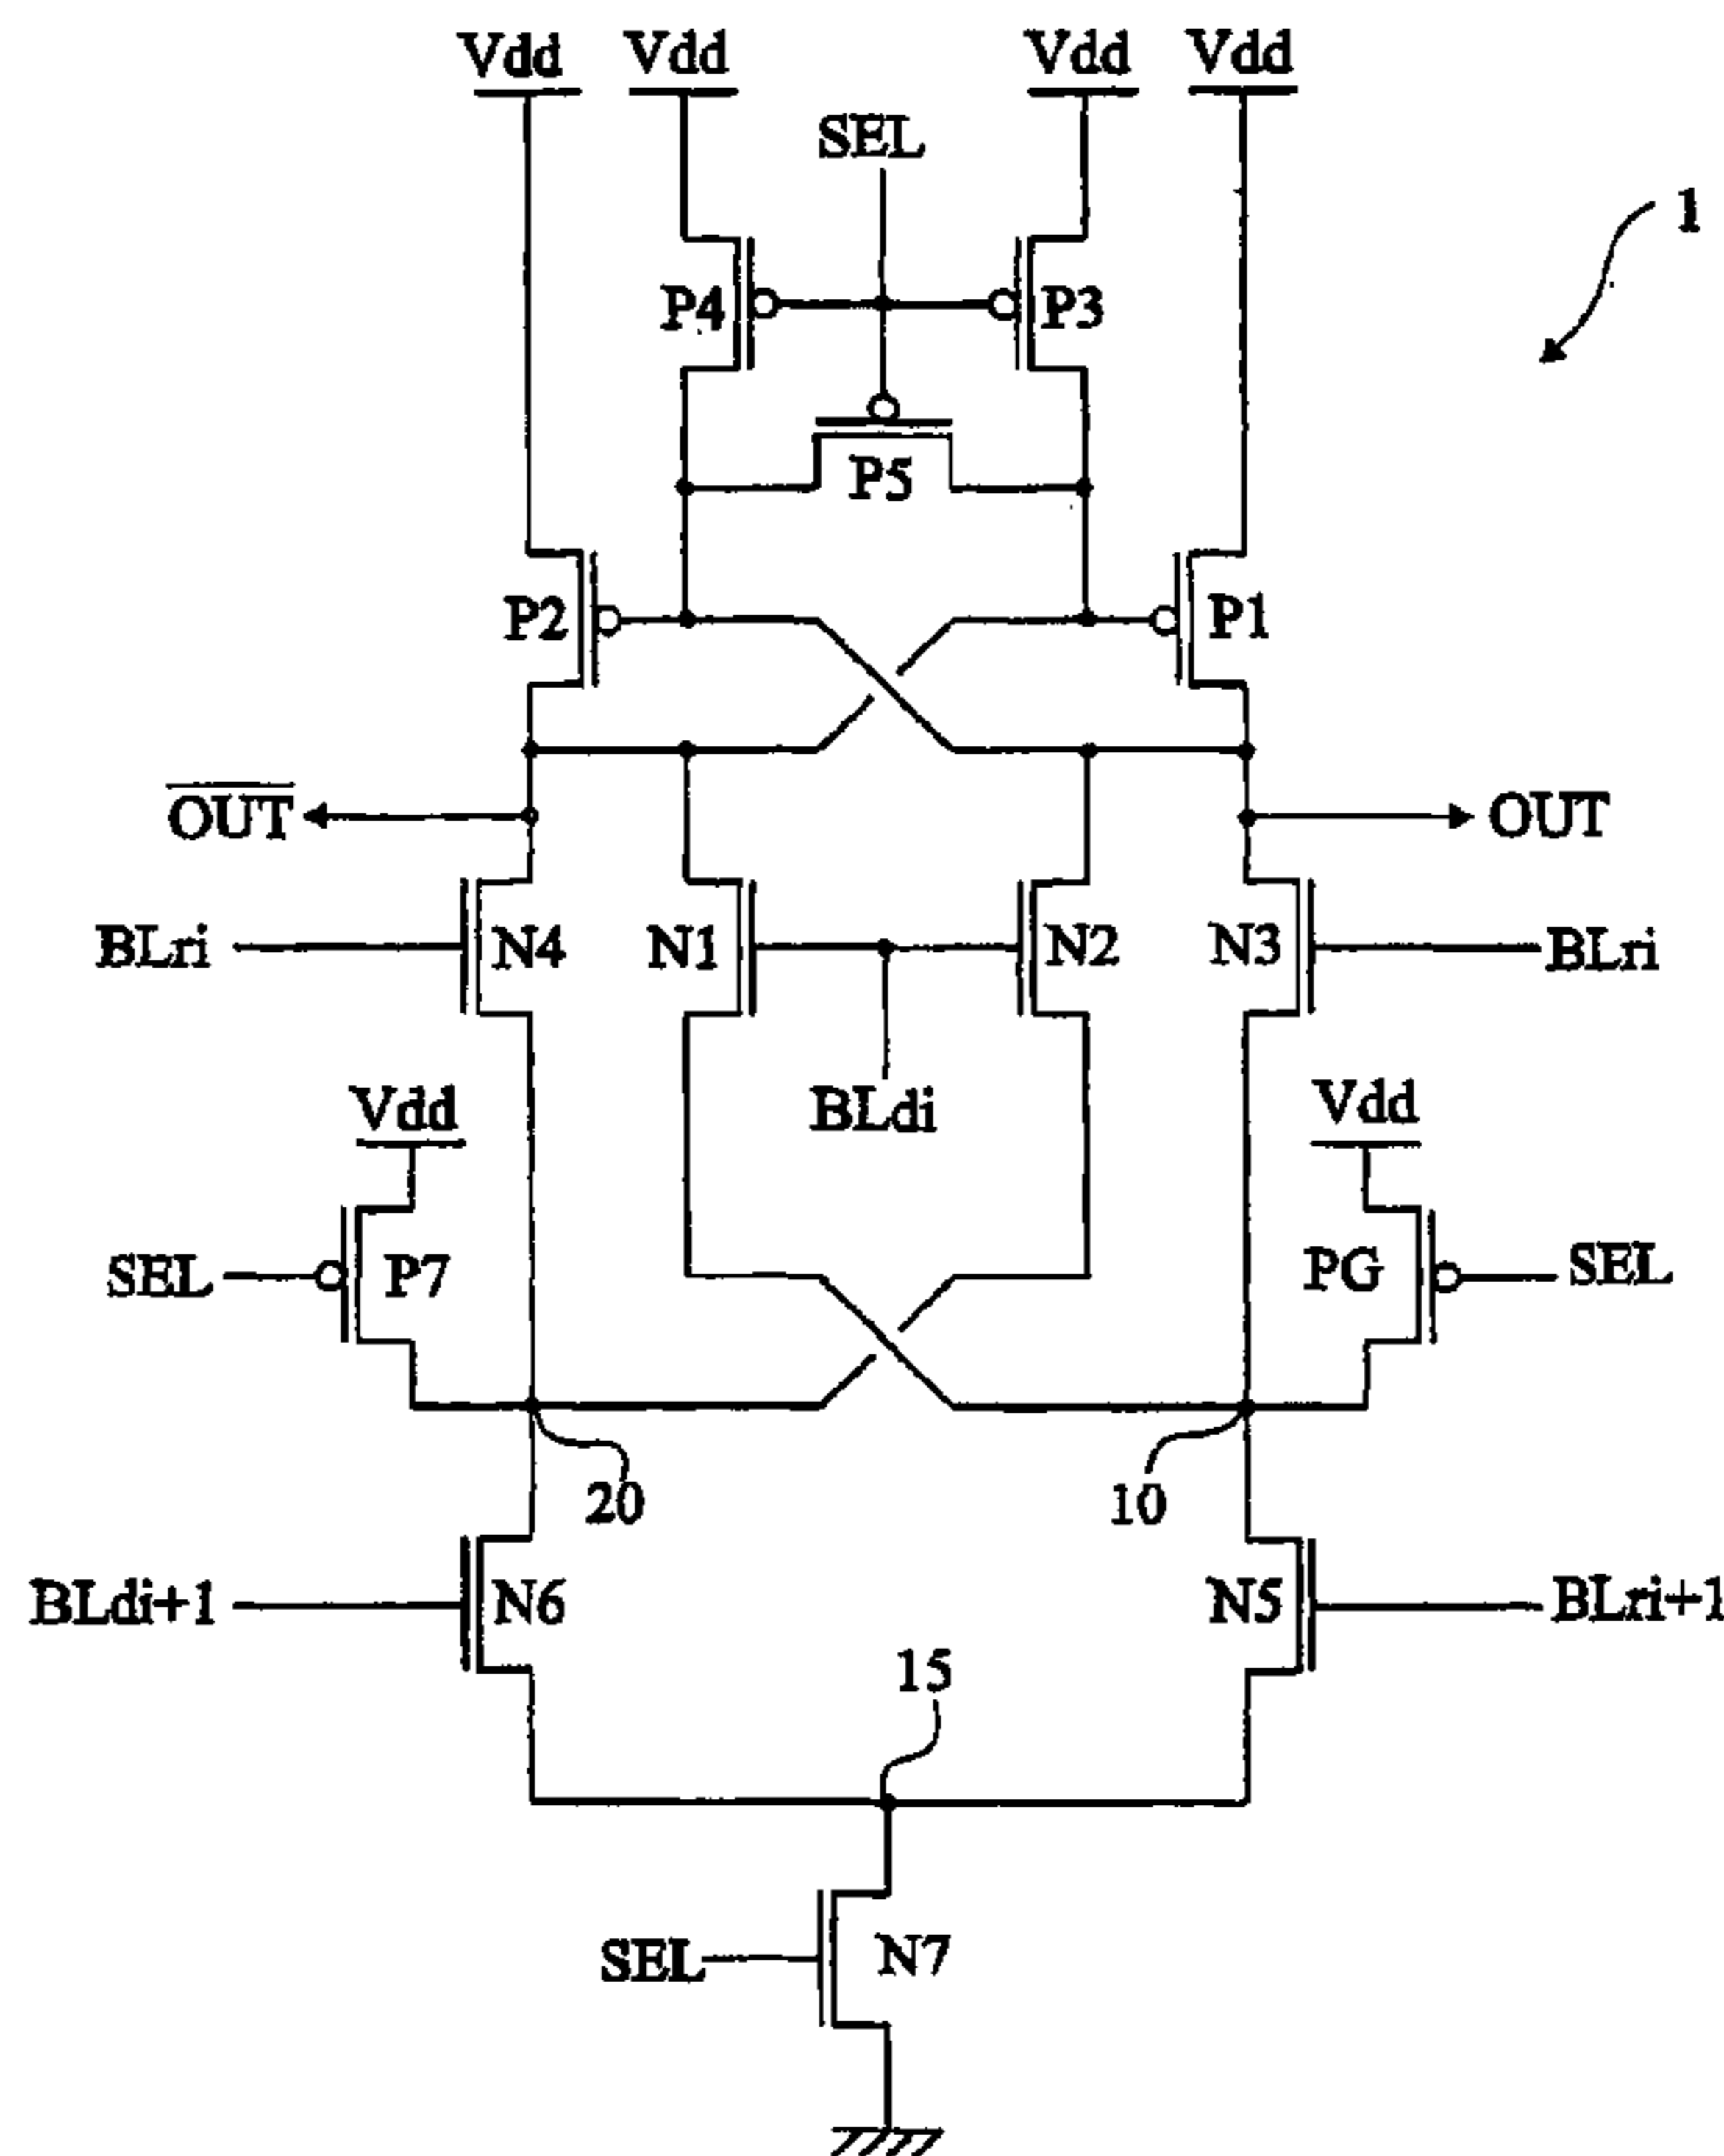 Vdd Vdd Vdd Vdd
SEL
1
P4 P3
P5
P2 P1
OUT OUT
BLri N4 N1 N2 N3 BLri
BLdi
Vdd Vdd
SEL P7 PG SEL
20 10
BLdi+1 N6 N5 BLri+1
15
SEL N7